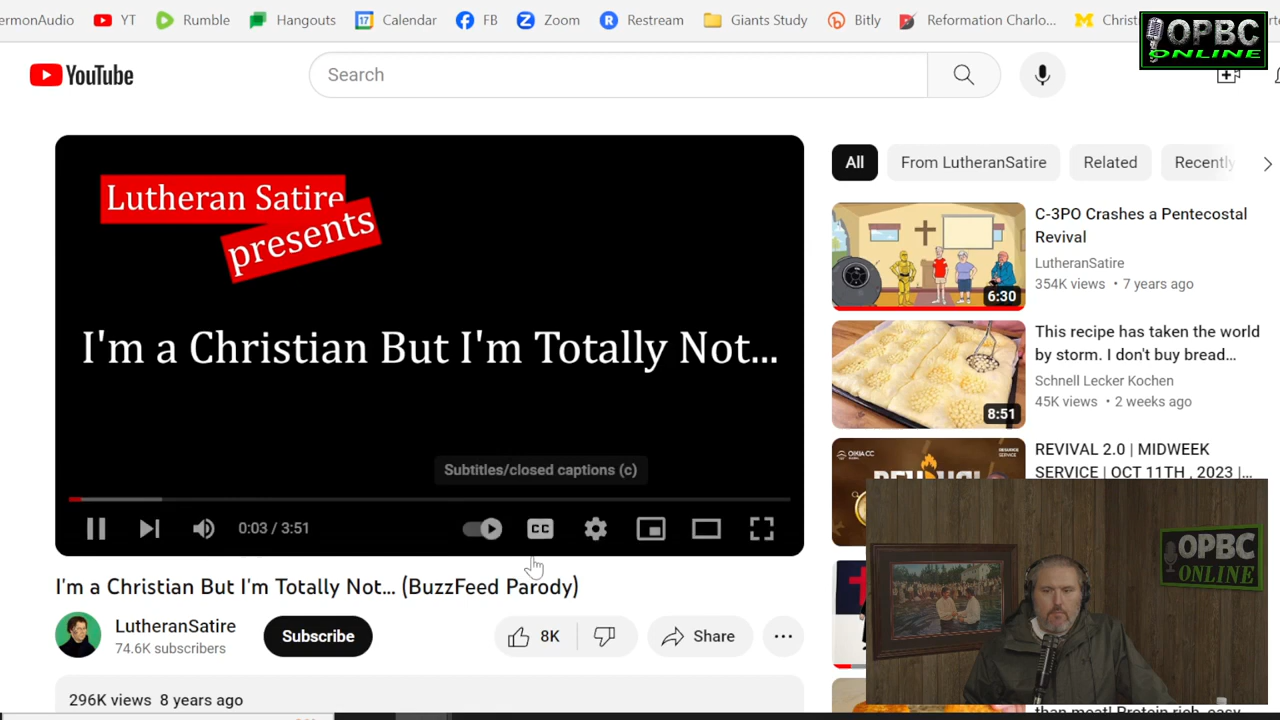 ermonAudio YT Rumble Hangouts 17 Calendar FB Zoom Restream Giants Study Bitly Reformation Charlo... Christ
OPBC
ONLINE
YouTube Search
Lutheran Satire
presents
I'm a Christian But I'm Totally Not...
Subtitles/closed captions (c)
0:03 / 3:51 CC
I'm a Christian But I'm Totally Not... (BuzzFeed Parody)
LutheranSatire
74.6K subscribers
Subscribe
8K Share
296K views 8 years ago
All From LutheranSatire Related Recently
C-3PO Crashes a Pentecostal
Revival
LutheranSatire
354K views • 7 years ago
6:30
This recipe has taken the world
by storm. I don't buy bread...
Schnell Lecker Kochen
45K views • 2 weeks ago
8:51
REVIVAL 2.0 | MIDWEEK
SERVICE | OCT 11TH , 2023 |...
OPBC
ONLINE